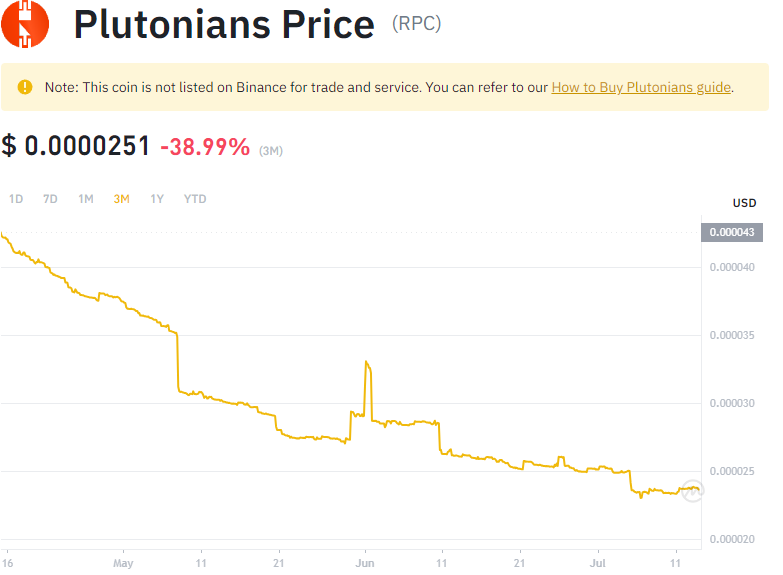 Plutonians Price (RPC)
Note: This coin is not listed on Binance for trade and service. You can refer to our How to Buy Plutonians guide.
$ 0.0000251 -38.99% (3M)
1D 7D 1M 3M 1Y YTD
USD
0.000043
0.000040
0.000035
0.000030
0.000025
0.000020
16 May 11 21 Jun 11 21 Jul 11